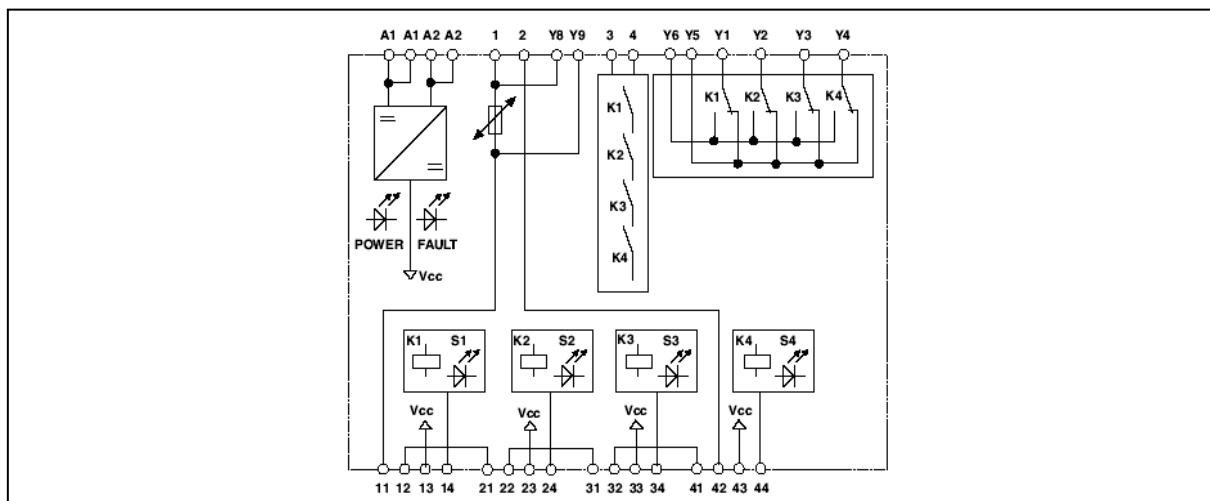 A1 A1 A2 A2 1 2 Y8 Y9 3 4 Y6 Y5 Y1 Y2 Y3 Y4
K1
K2
K3
K4
K1 K2 K3 K4
POWER FAULT
Vcc
K1 S1 K2 S2 K3 S3 K4 S4
Vcc Vcc Vcc Vcc
11 12 13 14 21 22 23 24 31 32 33 34 41 42 43 44